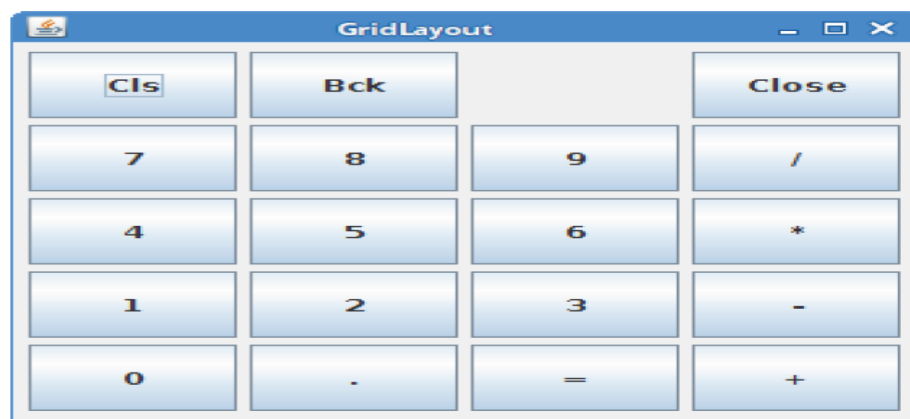 GridLayout
Cls Bck Close
7 8 9 /
4 5 6 *
1 2 3 -
0 . = +